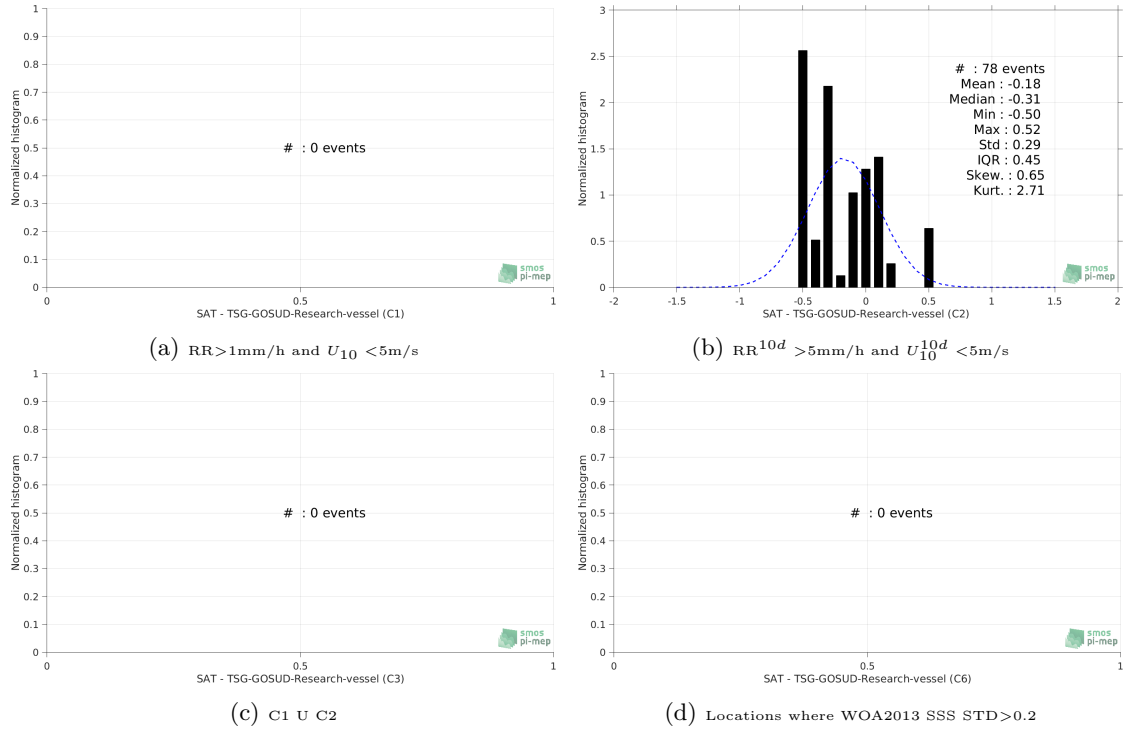 1
0.9
0.8
0.7
0.6
0.5
0.4
0.3
0.2
0.1
0
Normalized histogram
# : 0 events
smos
pi-mep
0 0.5 1
SAT - TSG-GOSUD-Research-vessel (C1)
(a) RR>1mm/h and U10 <5m/s
3
2.5
2
1.5
1
0.5
0
Normalized histogram
# : 78 events
Mean : -0.18
Median : -0.31
Min : -0.50
Max : 0.52
Std : 0.29
IQR : 0.45
Skew. : 0.65
Kurt. : 2.71
smos
pi-mep
-2 -1.5 -1 -0.5 0 0.5 1 1.5 2
SAT - TSG-GOSUD-Research-vessel (C2)
(b) RR10d >5mm/h and U10d10 <5m/s
1
0.9
0.8
0.7
0.6
0.5
0.4
0.3
0.2
0.1
0
Normalized histogram
# : 0 events
smos
pi-mep
0 0.5 1
SAT - TSG-GOSUD-Research-vessel (C3)
(c) C1 U C2
1
0.9
0.8
0.7
0.6
0.5
0.4
0.3
0.2
0.1
0
Normalized histogram
# : 0 events
smos
pi-mep
0 0.5 1
SAT - TSG-GOSUD-Research-vessel (C6)
(d) Locations where WOA2013 SSS STD>0.2